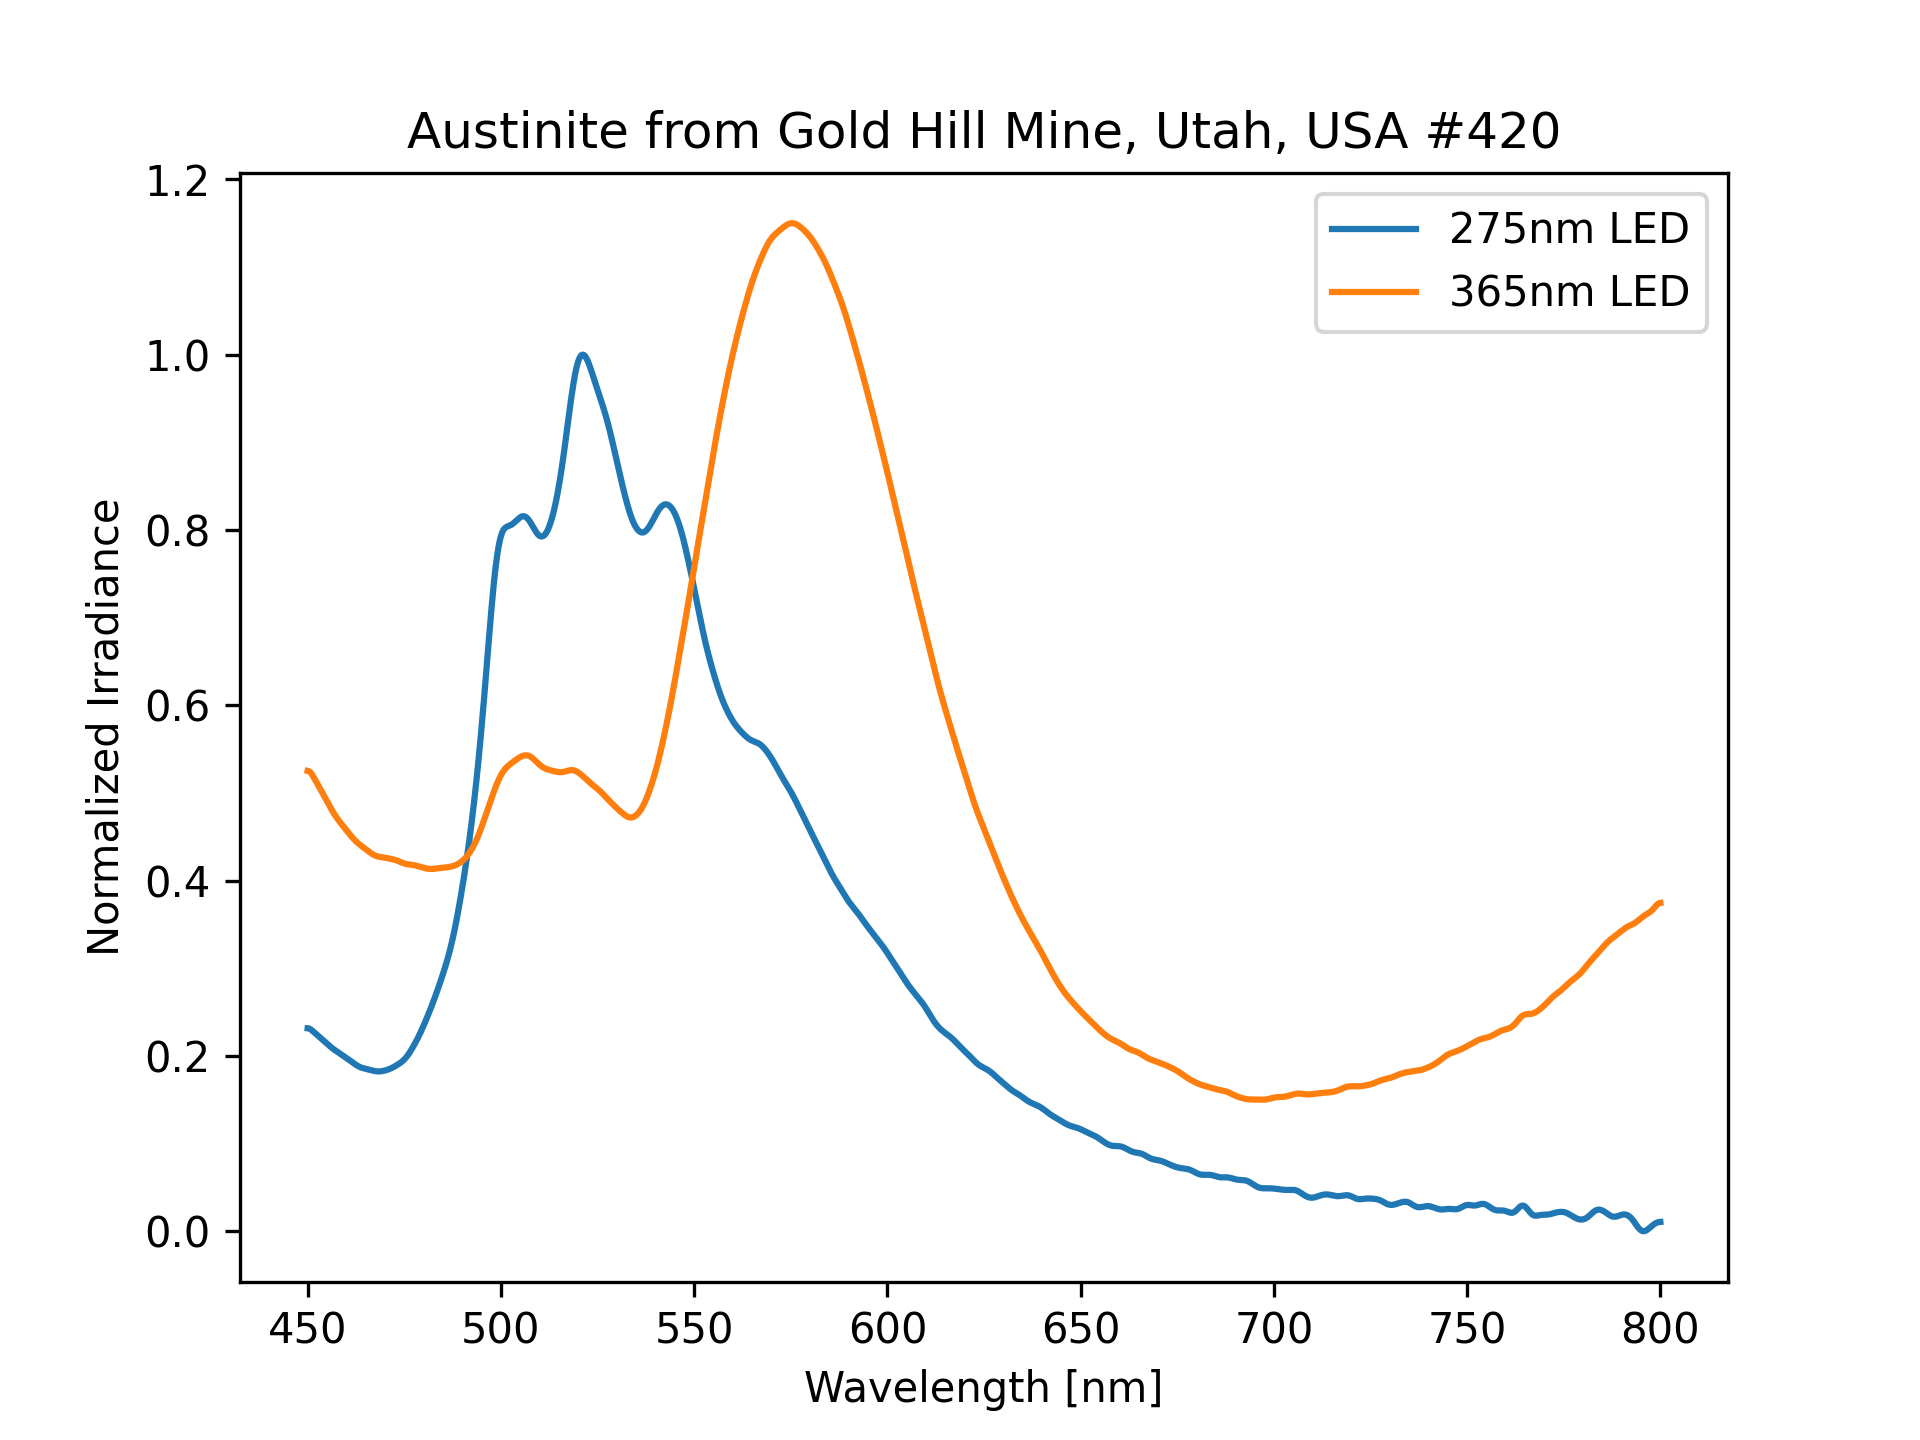 Austinite from Gold Hill Mine, Utah, USA #420
1.2
1.0
0.8
0.6
0.4
0.2
0.0
Normalized Irradiance
275nm LED
365nm LED
450 500 550 600 650 700 750 800
Wavelength [nm]